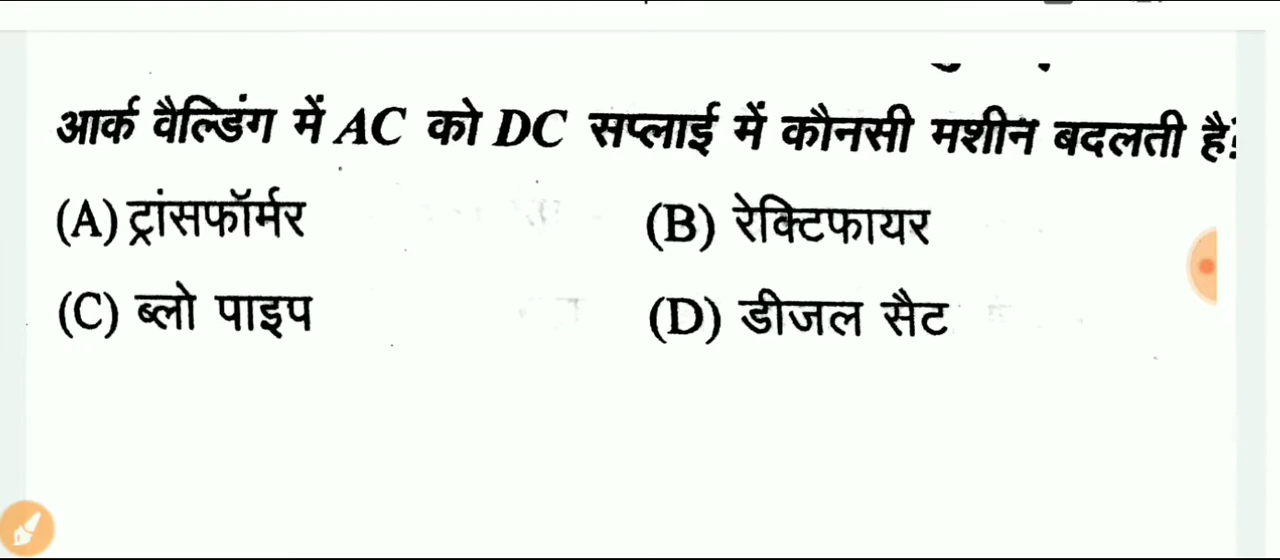 आर्क वैल्डिंग में AC को DC सप्लाई में कौनसी मशीन बदलती है?
(A) ट्रांसफॉर्मर (B) रेक्टिफायर
(C) ब्लो पाइप (D) डीजल सैट